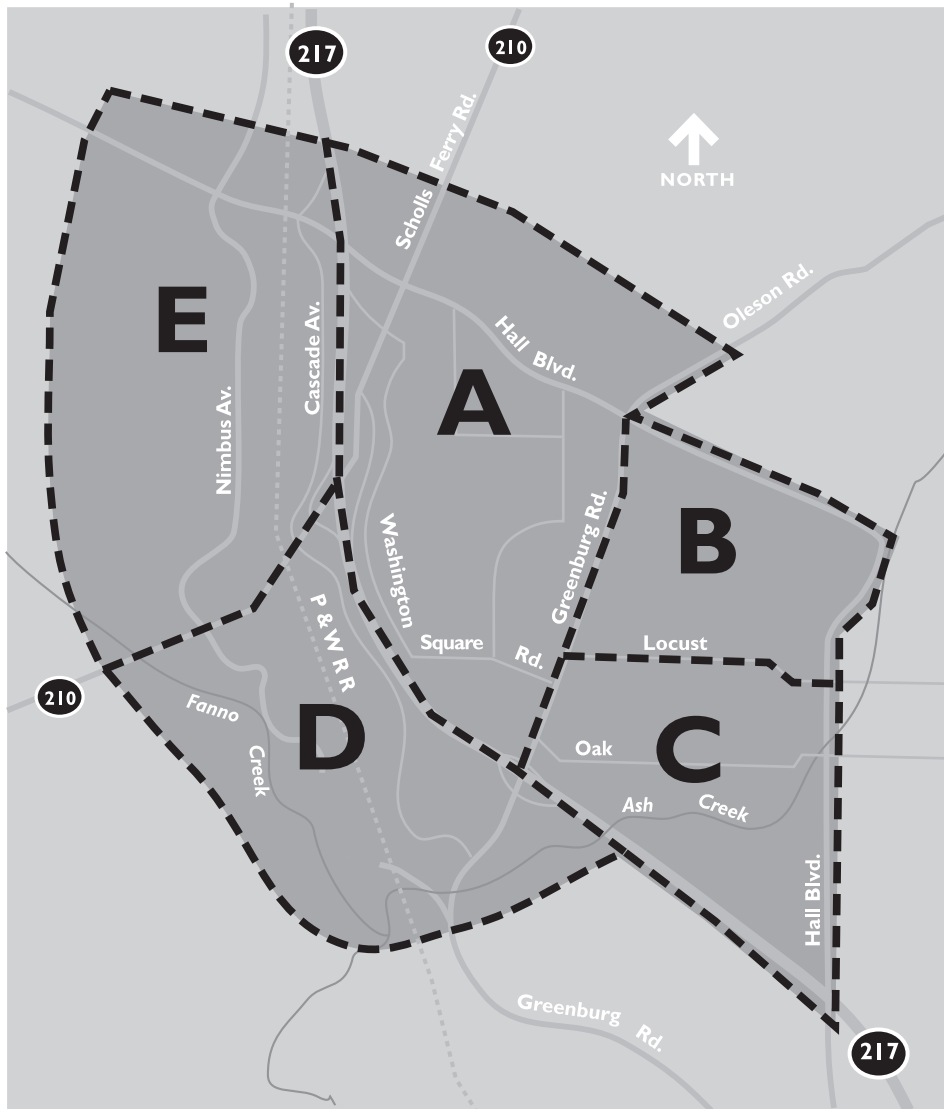 217
210
Scholls Ferry Rd.
NORTH
Oleson Rd.
E
Cascade Av.
Hall Blvd.
A
Nimbus Av.
Greenburg Rd.
B
Washington
Square
Rd.
Locust
P & W R R
210
Fanno
Creek
D
Oak
C
Ash
Creek
Hall Blvd.
Greenburg Rd.
217